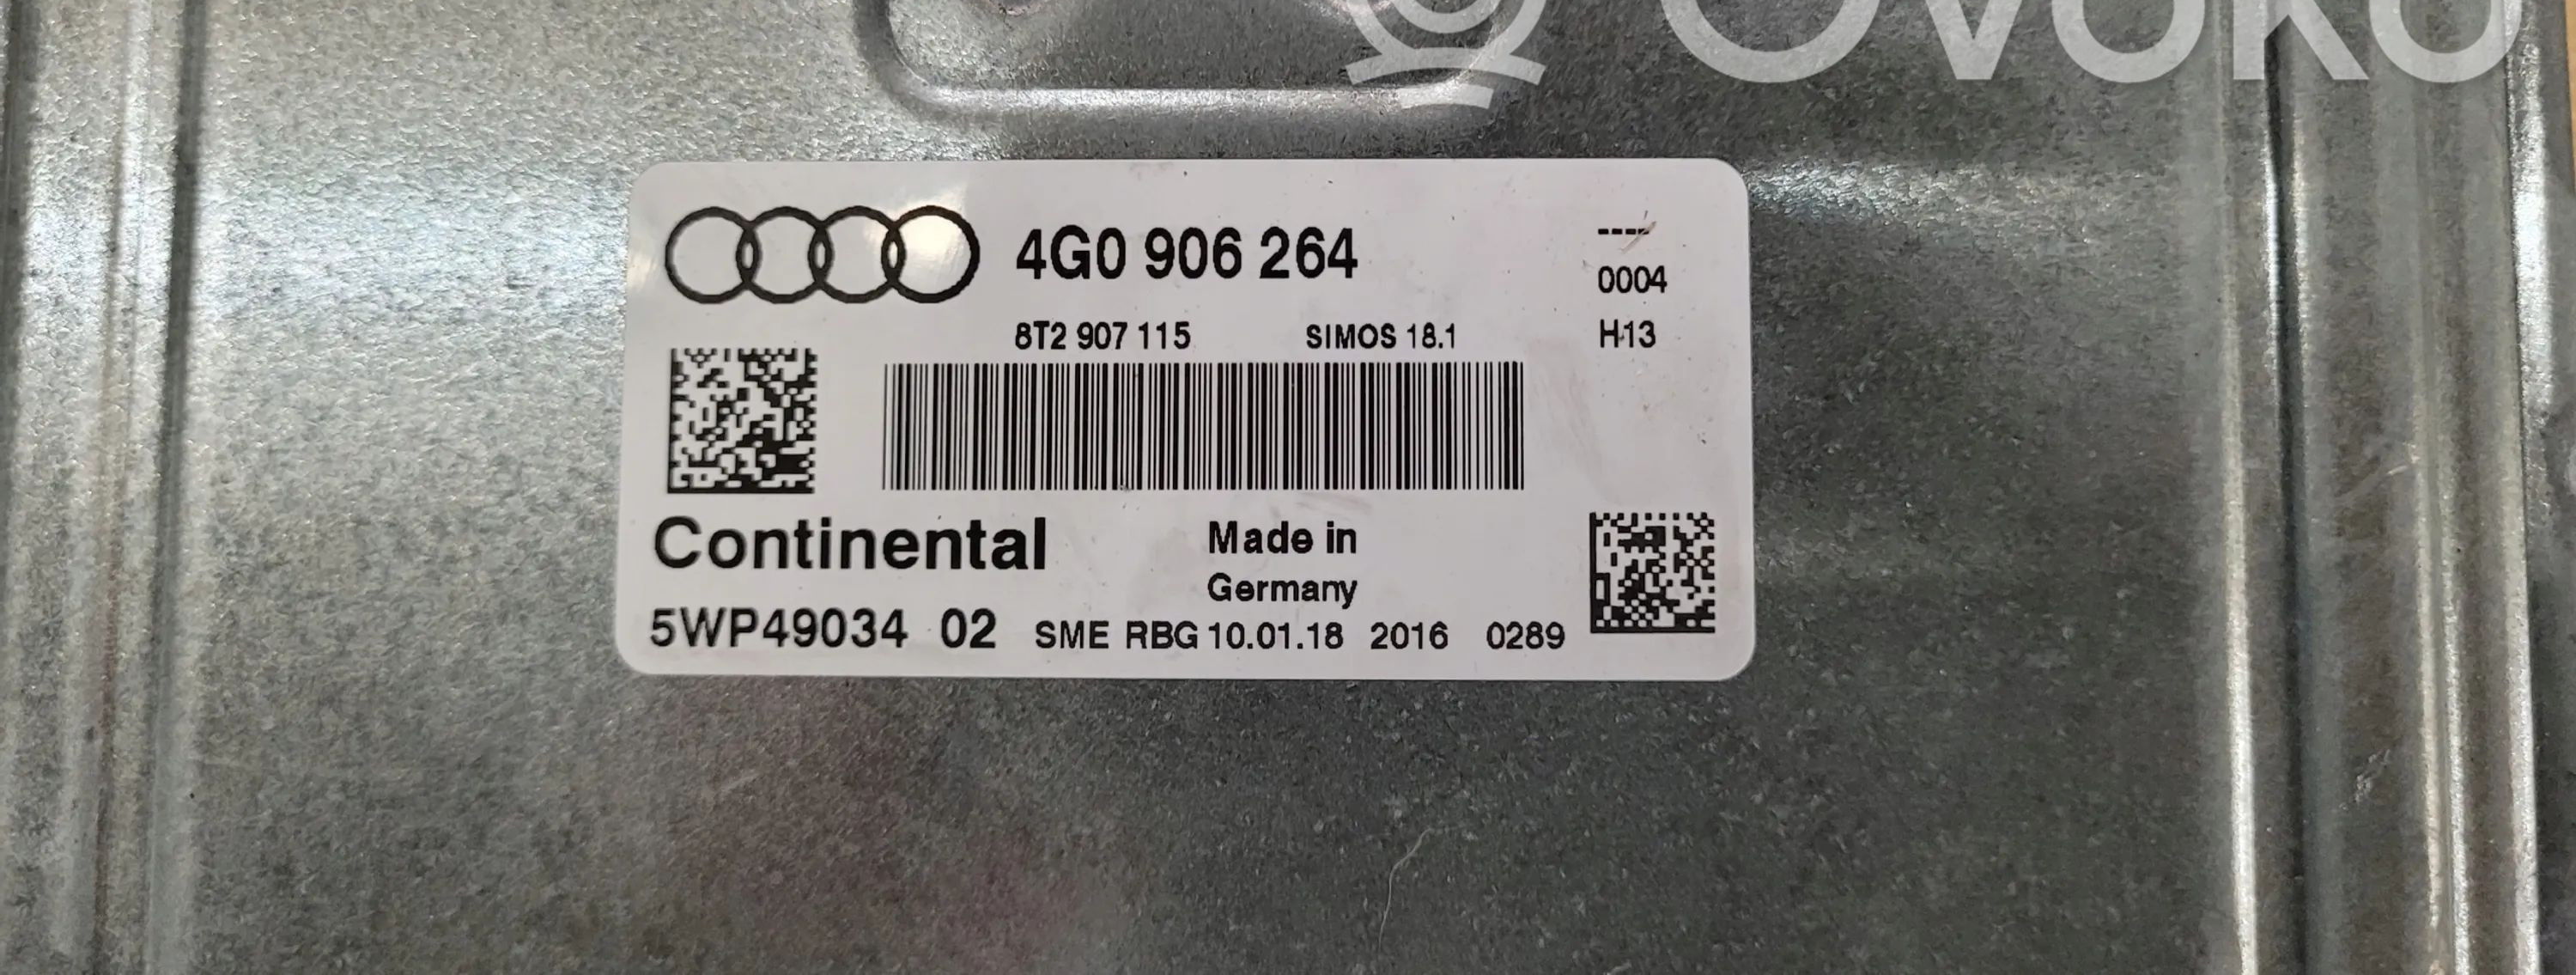 OVOKO
4G0 906 264
----
0004
8T2 907 115 SIMOS 18.1 H13
Continental
Made in
Germany
5WP49034 02 SME RBG 10.01.18 2016 0289